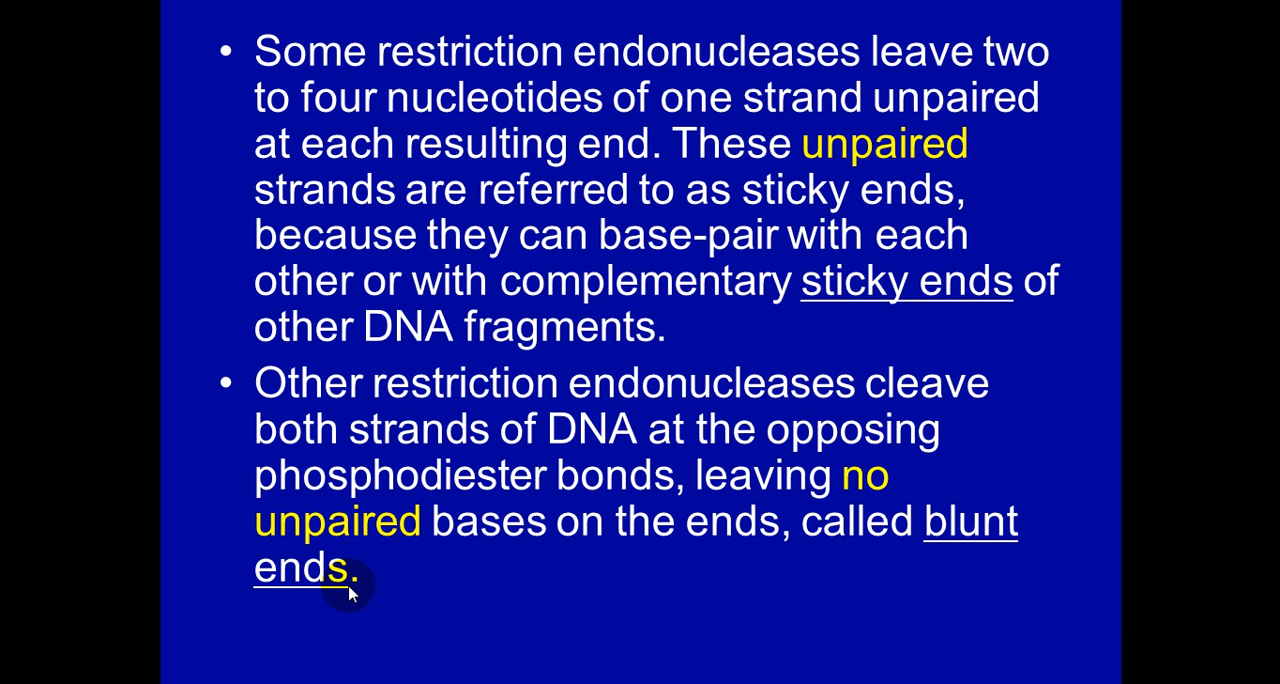 • Some restriction endonucleases leave two
to four nucleotides of one strand unpaired
at each resulting end. These unpaired
strands are referred to as sticky ends,
because they can base-pair with each
other or with complementary sticky ends of
other DNA fragments.
• Other restriction endonucleases cleave
both strands of DNA at the opposing
phosphodiester bonds, leaving no
unpaired bases on the ends, called blunt
ends.